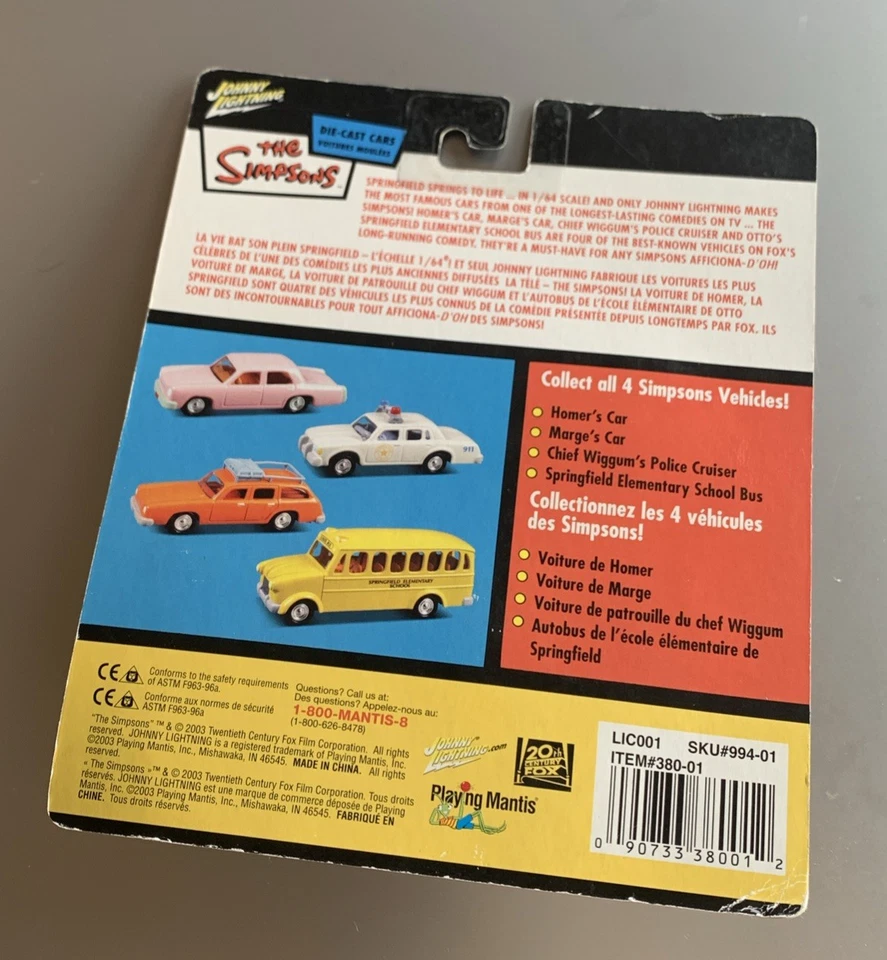 JOHNNY
LIGHTNING
THE
SIMPSONS™
DIE-CAST CARS
VOITURES MOULÉES
SPRINGFIELD SPRINGS TO LIFE ... IN 1/64 SCALE! AND ONLY JOHNNY LIGHTNING MAKES
THE MOST FAMOUS CARS FROM ONE OF THE LONGEST-LASTING COMEDIES ON TV ... THE
SIMPSONS! HOMER'S CAR, MARGE'S CAR, CHIEF WIGGUM'S POLICE CRUISER AND OTTO'S
SPRINGFIELD ELEMENTARY SCHOOL BUS ARE FOUR OF THE BEST-KNOWN VEHICLES ON FOX'S
LONG-RUNNING COMEDY. THEY'RE A MUST-HAVE FOR ANY SIMPSONS AFFICIONA-D'OH!
LA VIE BAT SON PLEIN SPRINGFIELD – L'ÉCHELLE 1/64e! ET SEUL JOHNNY LIGHTNING FABRIQUE LES VOITURES LES PLUS
CÉLÈBRES DE L'UNE DES COMÉDIES LES PLUS ANCIENNES DIFFUSÉES LA TÉLÉ – THE SIMPSONS! LA VOITURE DE HOMER, LA
VOITURE DE MARGE, LA VOITURE DE PATROUILLE DU CHEF WIGGUM ET L'AUTOBUS DE L'ÉCOLE ÉLÉMENTAIRE DE OTTO
SPRINGFIELD SONT QUATRE DES VÉHICULES LES PLUS CONNUS DE LA COMÉDIE PRÉSENTÉE DEPUIS LONGTEMPS PAR FOX. ILS
SONT DES INCONTOURNABLES POUR TOUT AFFICIONA-D'OH DES SIMPSONS!
911
SPRINGFIELD ELEMENTARY
SCHOOL
Collect all 4 Simpsons Vehicles!
Homer's Car
Marge's Car
Chief Wiggum's Police Cruiser
Springfield Elementary School Bus
Collectionnez les 4 véhicules
des Simpsons!
Voiture de Homer
Voiture de Marge
Voiture de patrouille du chef Wiggum
Autobus de l'école élémentaire de
Springfield
CE Conforms to the safety requirements
of ASTM F963-96a.
CE Conforme aux normes de sécurité
ASTM F963-96a
Questions? Call us at:
Des questions? Appelez-nous au:
1-800-MANTIS-8
(1-800-626-8478)
"The Simpsons" ™ & © 2003 Twentieth Century Fox Film Corporation. All rights
reserved. JOHNNY LIGHTNING is a registered trademark of Playing Mantis, Inc.
©2003 Playing Mantis, Inc., Mishawaka, IN 46545. MADE IN CHINA. All rights
reserved.
« The Simpsons »™ & © 2003 Twentieth Century Fox Film Corporation. Tous droits
réservés. JOHNNY LIGHTNING est une marque de commerce déposée de Playing
Mantis, Inc. ©2003 Playing Mantis, Inc., Mishawaka, IN 46545. FABRIQUÉ EN
CHINE. Tous droits réservés.
JOHNNY
LIGHTNING.com
Playing Mantis®
20th
CENTURY
FOX
LIC001 SKU#994-01
ITEM#380-01
0 90733 38001 2